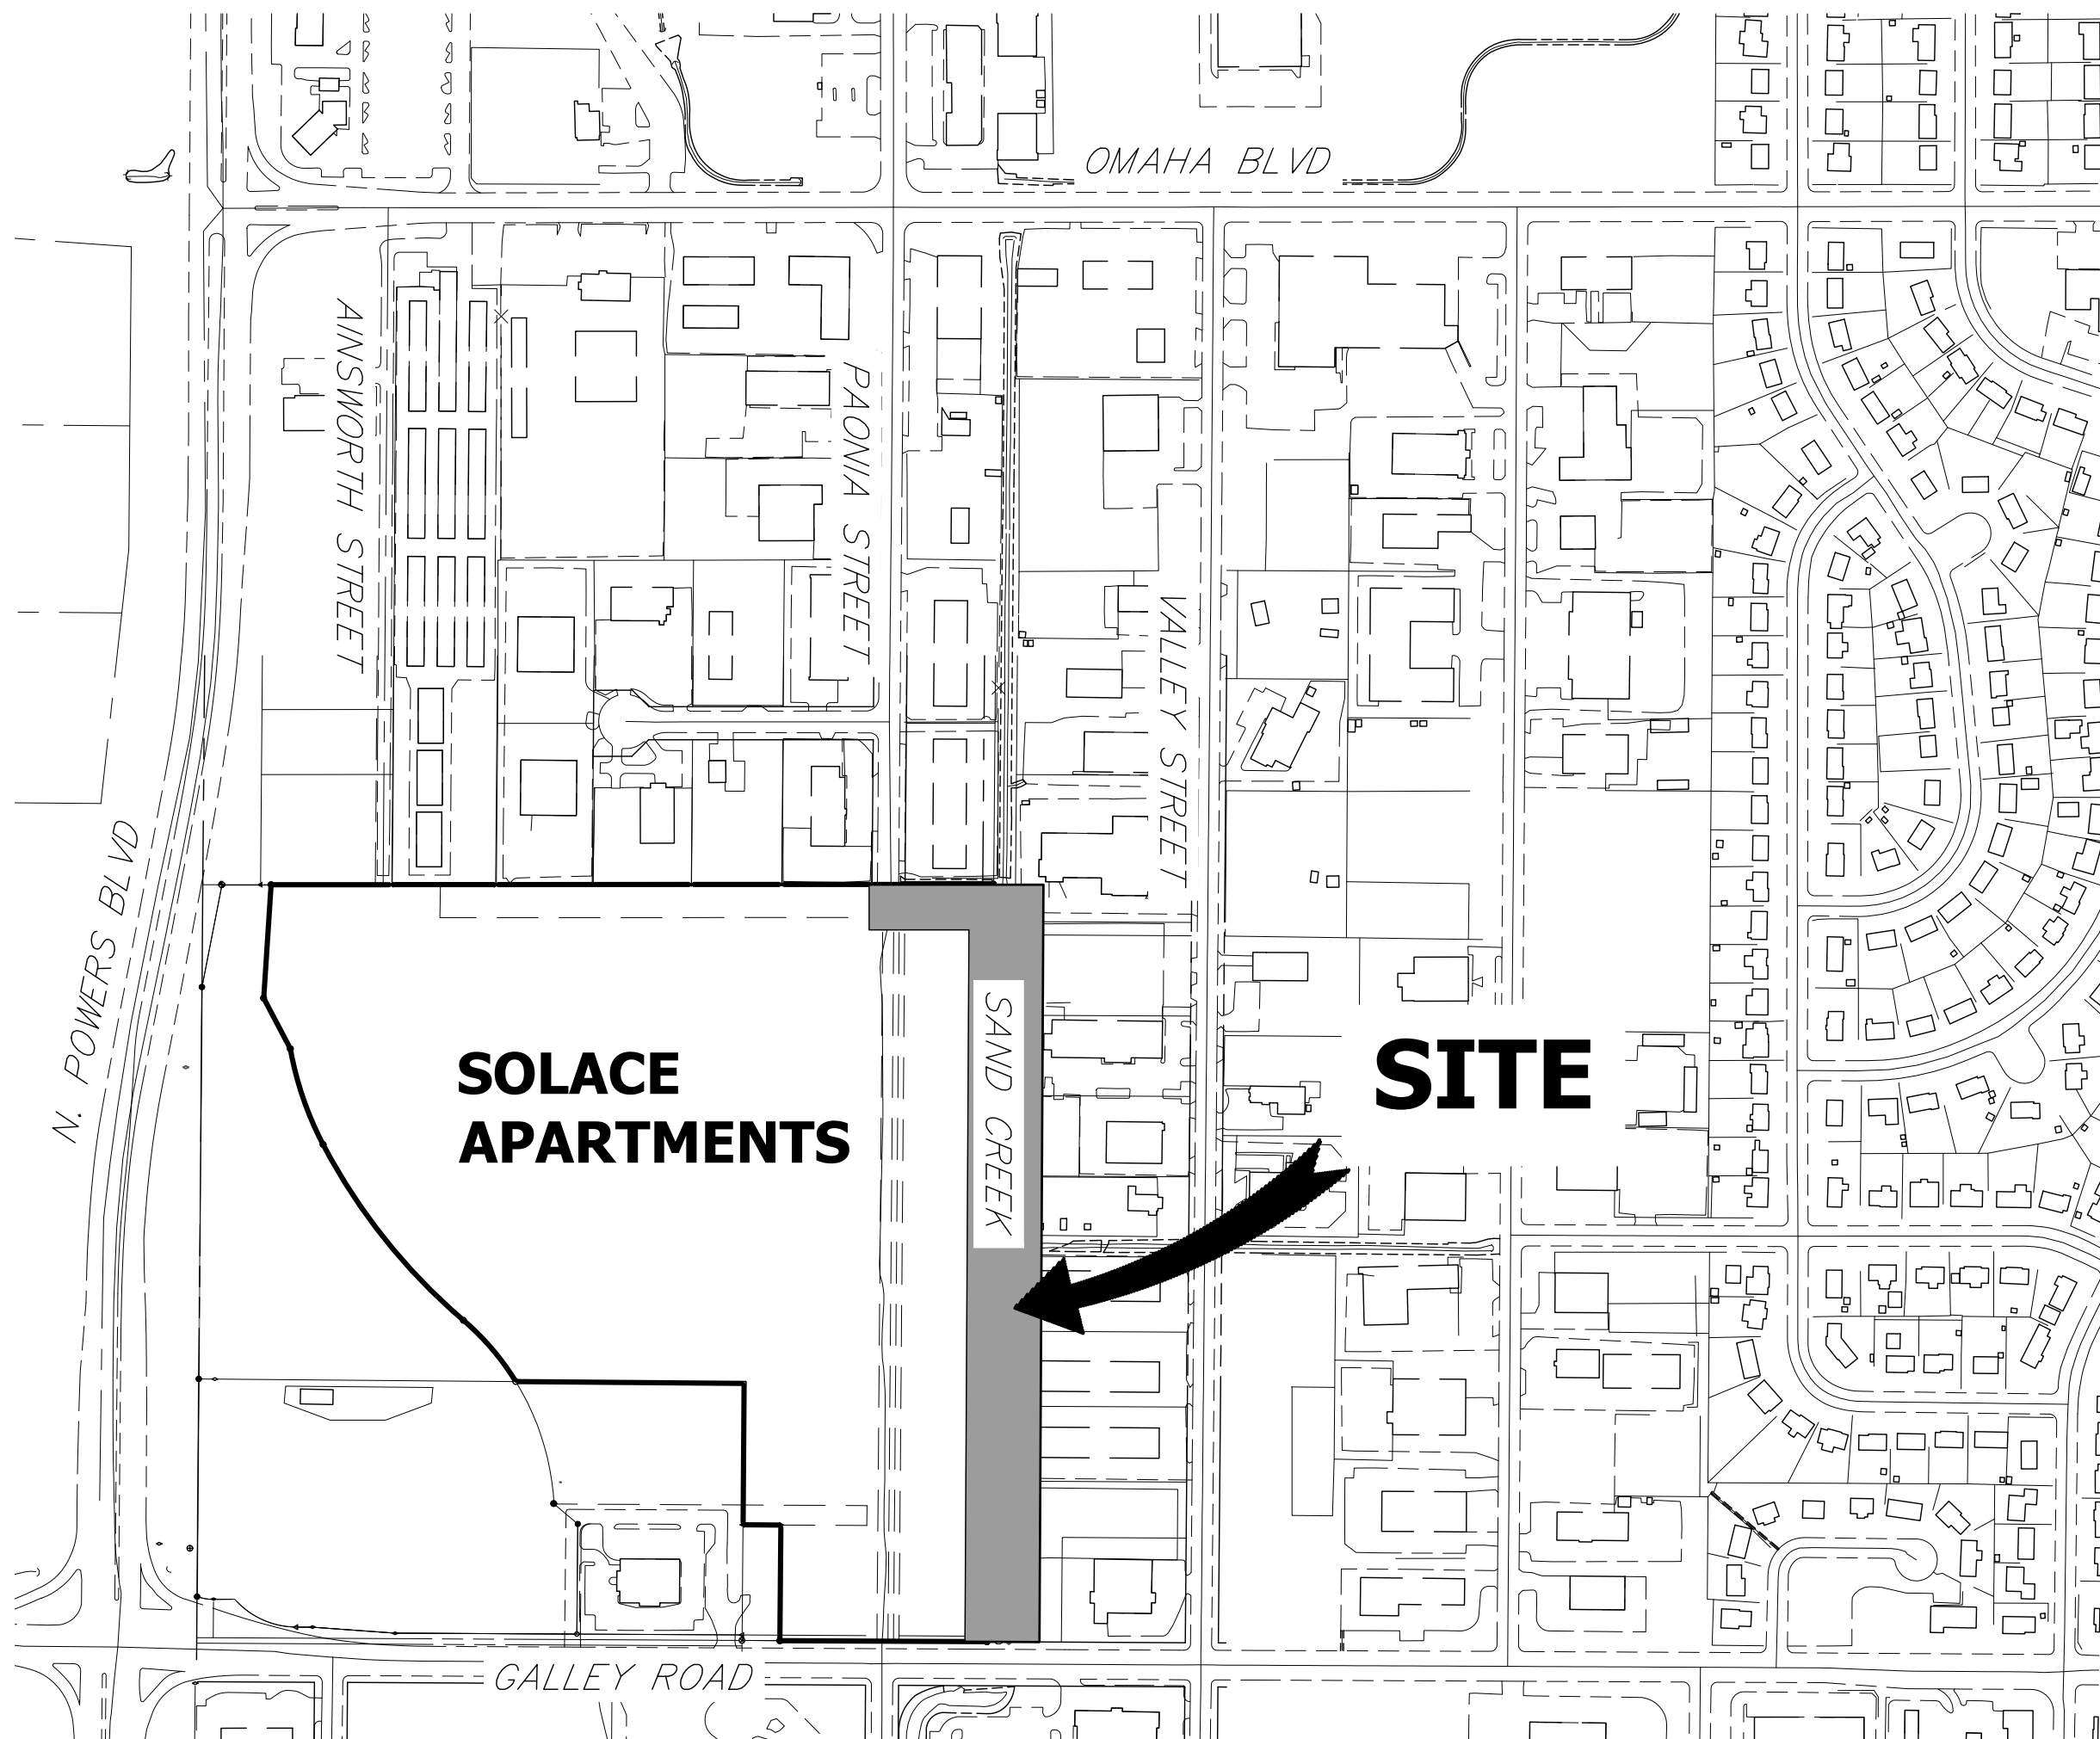 OMAHA BLVD
AINSWORTH STREET
PAONIA STREET
VALLEY STREET
N. POWERS BLVD
SAND CREEK
SOLACE
APARTMENTS
SITE
GALLEY ROAD